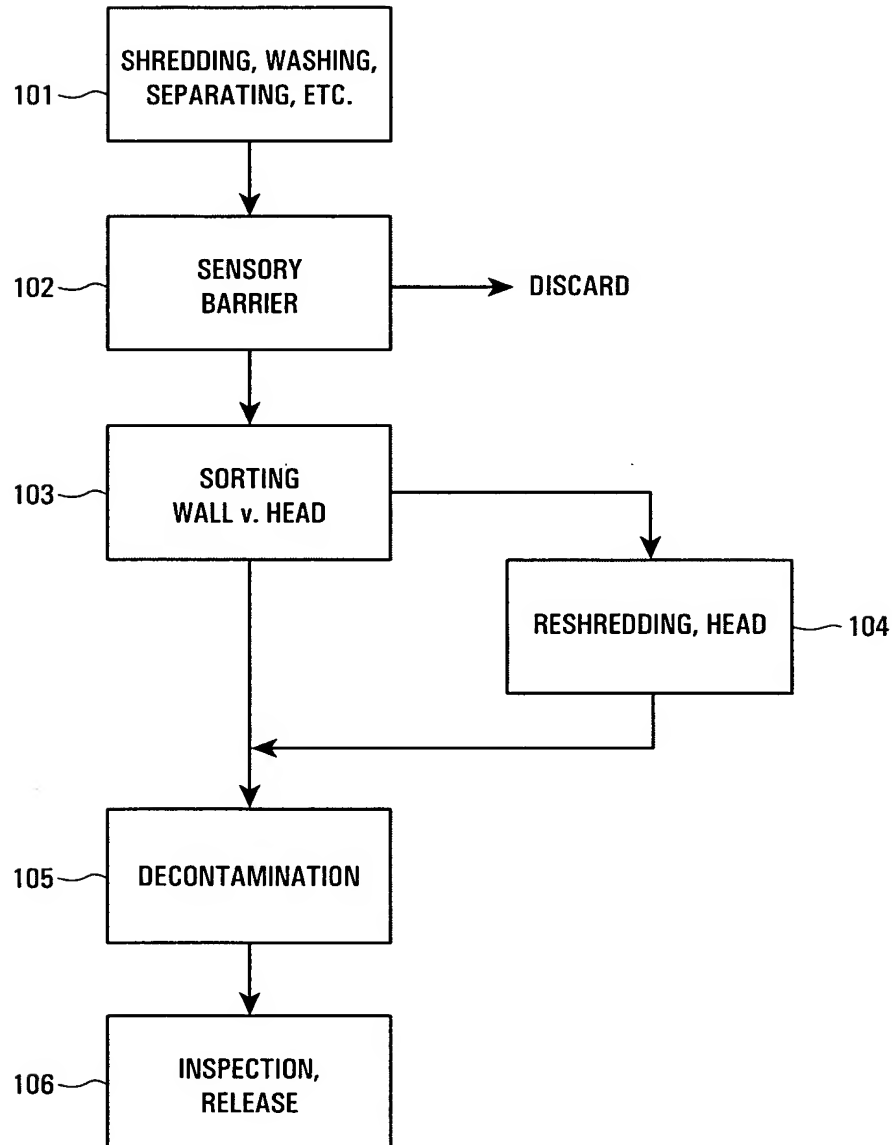 SHREDDING, WASHING,
SEPARATING, ETC.
101
SENSORY
BARRIER
102
DISCARD
SORTING
WALL v. HEAD
103
RESHREDDING, HEAD
104
DECONTAMINATION
105
INSPECTION,
RELEASE
106